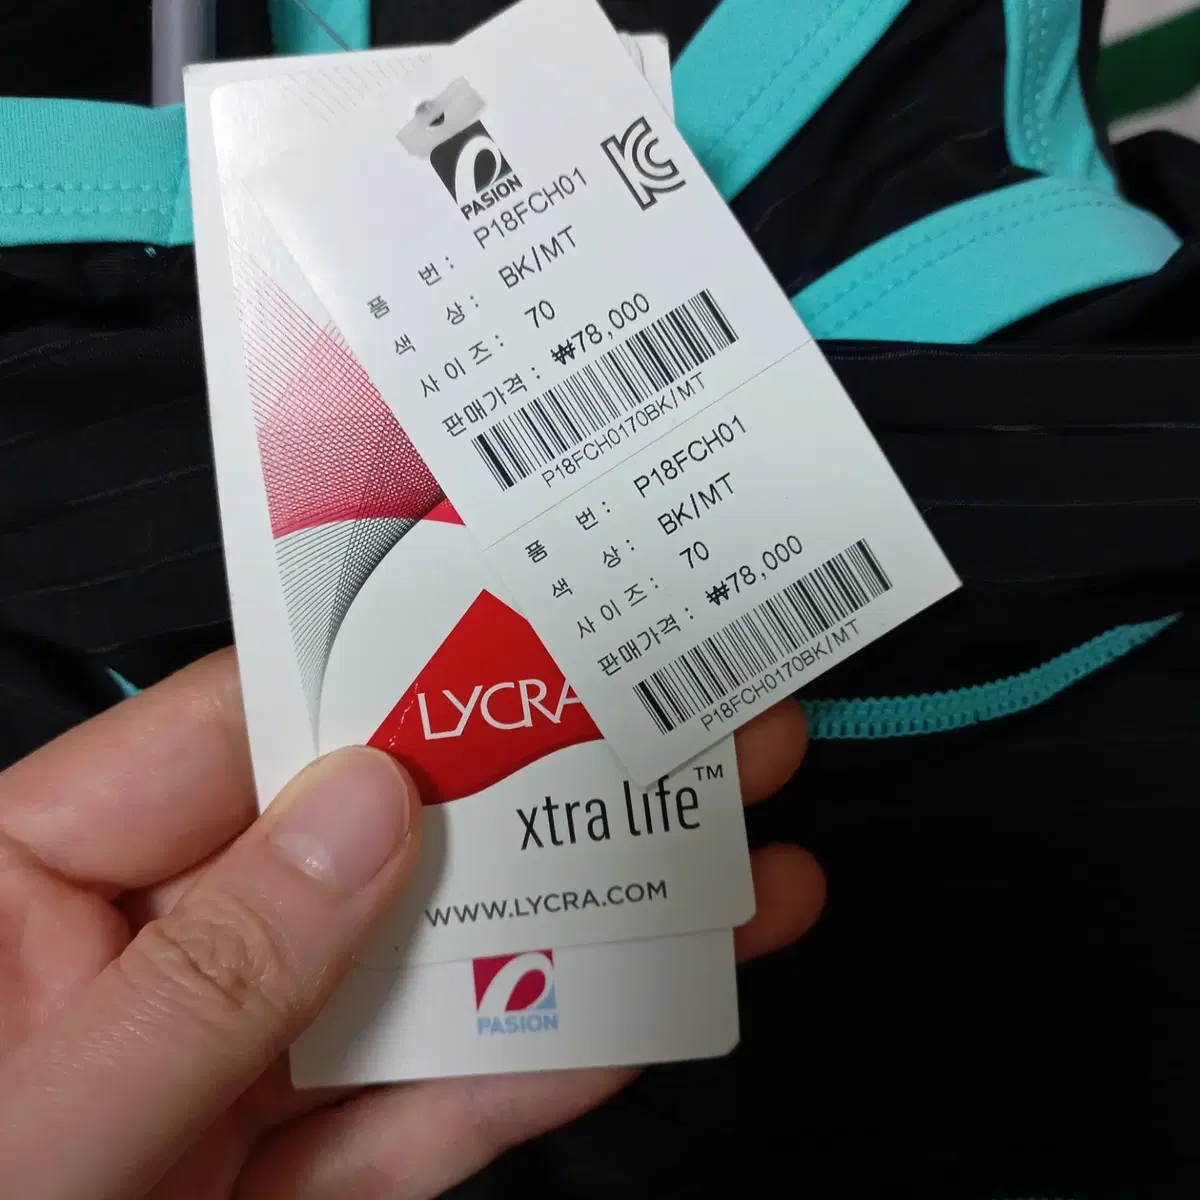 PASION
P18FCH01
품 번 :
BK/MT
색 상 :
70
사 이 즈 :
₩78,000
판매가격 :
P18FCH0170BK/MT
품 번 :
P18FCH01
색 상 :
BK/MT
사 이 즈 :
70
판매가격 :
₩78,000
P18FCH0170BK/MT
LYCRA
xtra life™
WWW.LYCRA.COM
PASION